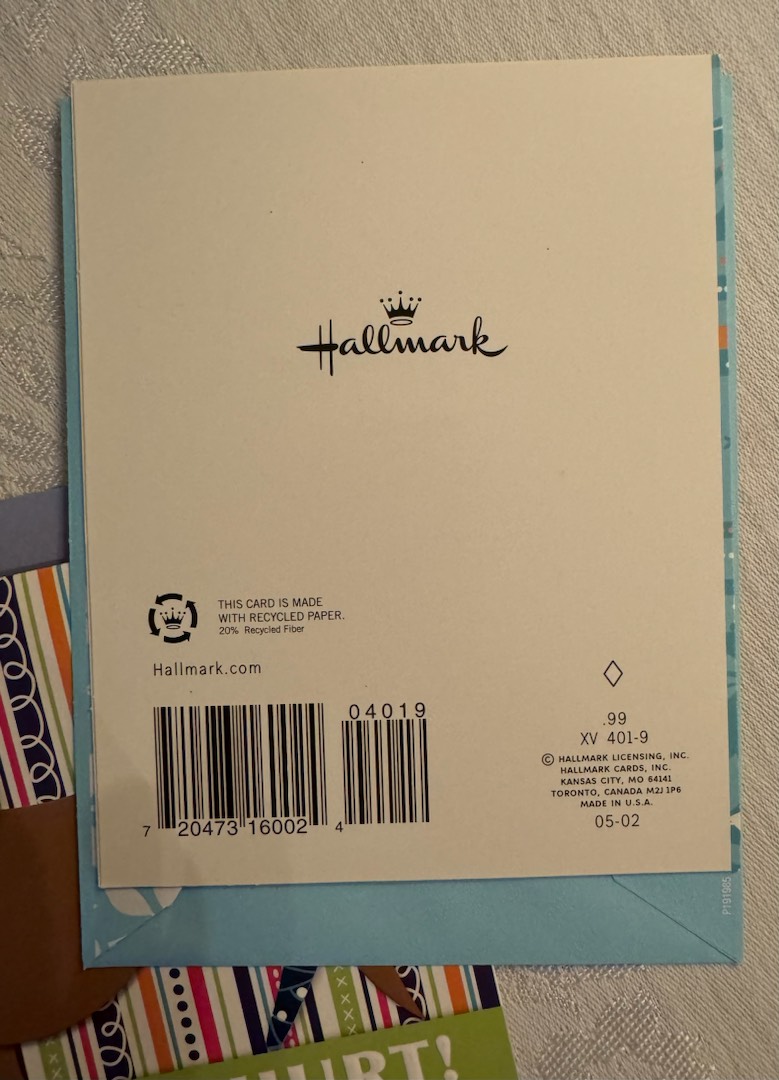 Hallmark
THIS CARD IS MADE
WITH RECYCLED PAPER.
20% Recycled Fiber
Hallmark.com
04019
7 20473 16002 4
.99
XV 401-9
© HALLMARK LICENSING, INC.
HALLMARK CARDS, INC.
KANSAS CITY, MO 64141
TORONTO, CANADA M2J 1P6
MADE IN U.S.A.
05-02
P191985